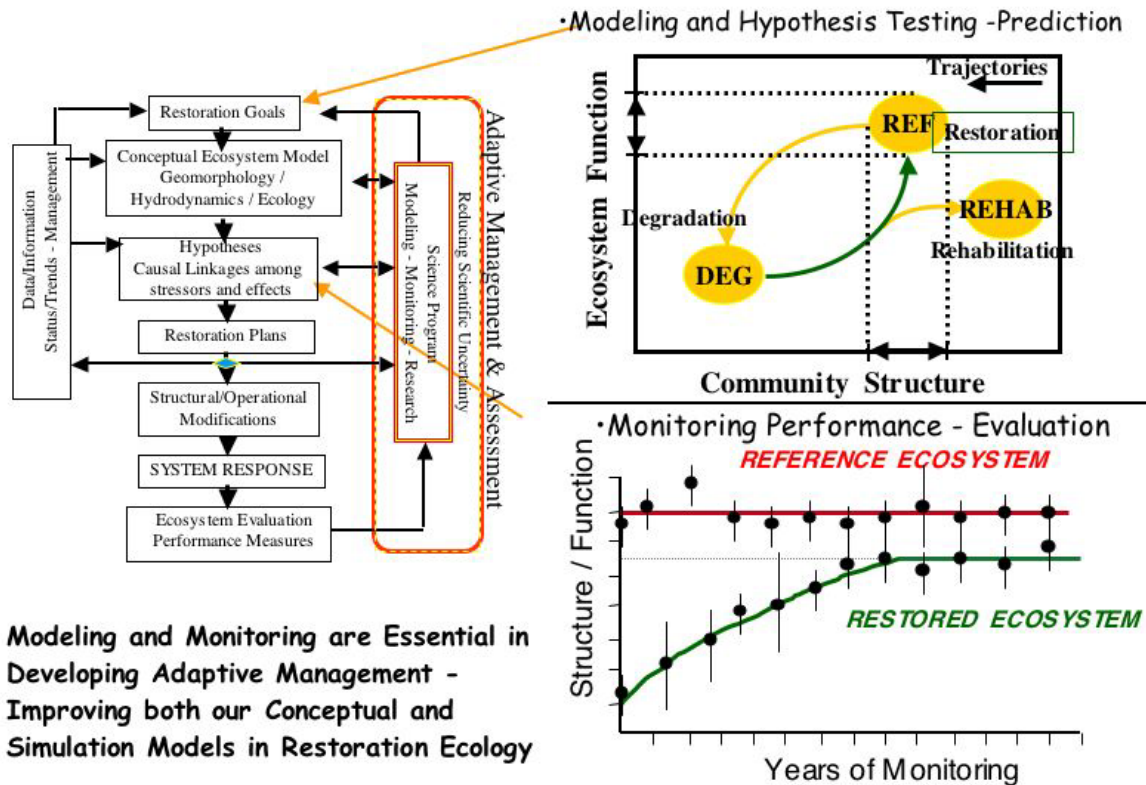 Restoration Goals
Conceptual Ecosystem Model
Geomorphology /
Hydrodynamics / Ecology
Hypotheses
Causal Linkages among
stressors and effects
Restoration Plans
Structural/Operational
Modifications
SYSTEM RESPONSE
Ecosystem Evaluation
Performance Measures
Data/Information
Status/Trends - Management
Adaptive Management & Assessment
Reducing Scientific Uncertainty
Science Program
Modeling - Monitoring - Research
Modeling and Monitoring are Essential in
Developing Adaptive Management -
Improving both our Conceptual and
Simulation Models in Restoration Ecology
•Modeling and Hypothesis Testing -Prediction
Ecosystem Function
Trajectories
REF
Restoration
Degradation
REHAB
Rehabilitation
DEG
Community Structure
•Monitoring Performance - Evaluation
REFERENCE ECOSYSTEM
Structure / Function
RESTORED ECOSYSTEM
Years of Monitoring